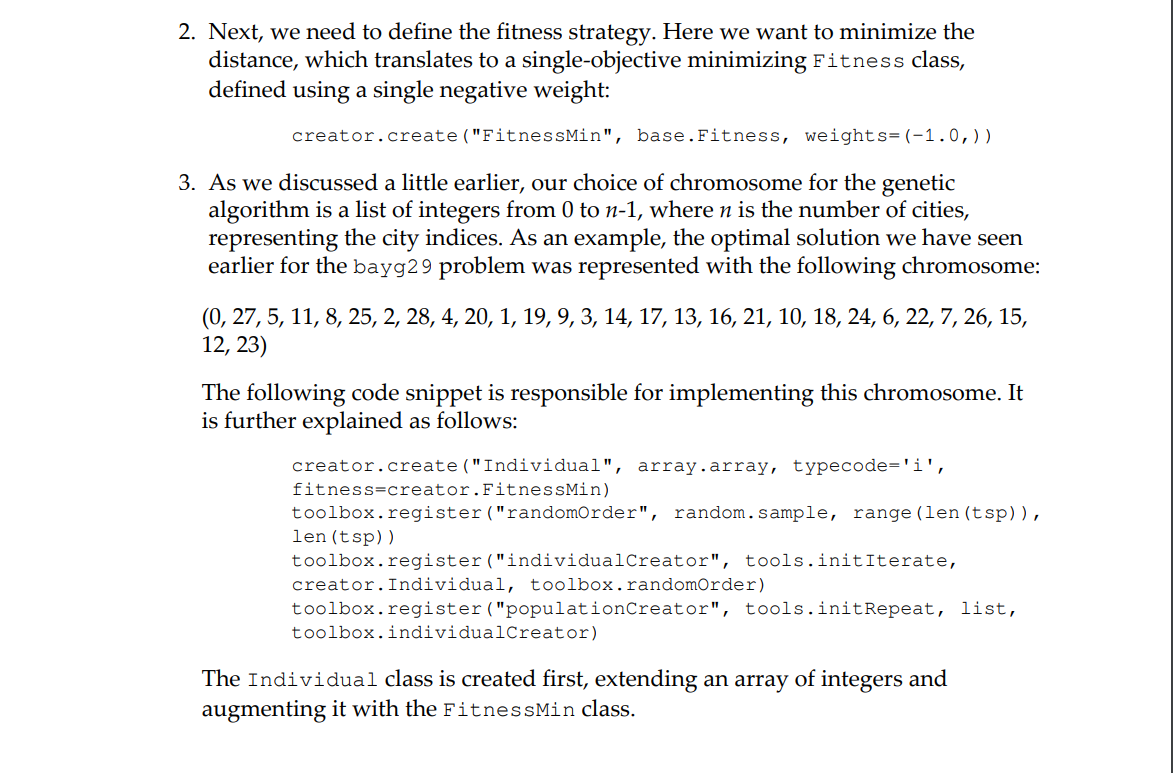 2. Next, we need to define the fitness strategy. Here we want to minimize the
distance, which translates to a single-objective minimizing Fitness class,
defined using a single negative weight:
creator.create("FitnessMin", base.Fitness, weights=(-1.0,))
3. As we discussed a little earlier, our choice of chromosome for the genetic
algorithm is a list of integers from 0 to n-1, where n is the number of cities,
representing the city indices. As an example, the optimal solution we have seen
earlier for the bayg29 problem was represented with the following chromosome:
(0, 27, 5, 11, 8, 25, 2, 28, 4, 20, 1, 19, 9, 3, 14, 17, 13, 16, 21, 10, 18, 24, 6, 22, 7, 26, 15,
12, 23)
The following code snippet is responsible for implementing this chromosome. It
is further explained as follows:
creator.create("Individual", array.array, typecode='i',
fitness=creator.FitnessMin)
toolbox.register("randomOrder", random.sample, range(len(tsp)),
len(tsp))
toolbox.register("individualCreator", tools.initIterate,
creator.Individual, toolbox.randomOrder)
toolbox.register("populationCreator", tools.initRepeat, list,
toolbox.individualCreator)
The Individual class is created first, extending an array of integers and
augmenting it with the FitnessMin class.